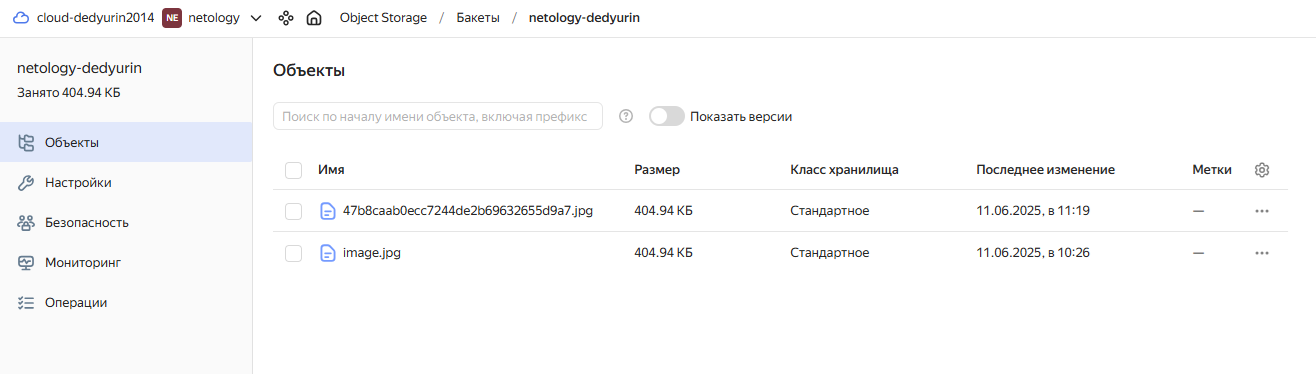 cloud-dedyurin2014 NE netology Object Storage / Бакеты / netology-dedyurin
netology-dedyurin
Занято 404.94 КБ
Объекты
Настройки
Безопасность
Мониторинг
Операции
Объекты
Поиск по началу имени объекта, включая префикс ? Показать версии
Имя Размер Класс хранилища Последнее изменение Метки
47b8caab0ecc7244de2b69632655d9a7.jpg 404.94 КБ Стандартное 11.06.2025, в 11:19 —
image.jpg 404.94 КБ Стандартное 11.06.2025, в 10:26 —